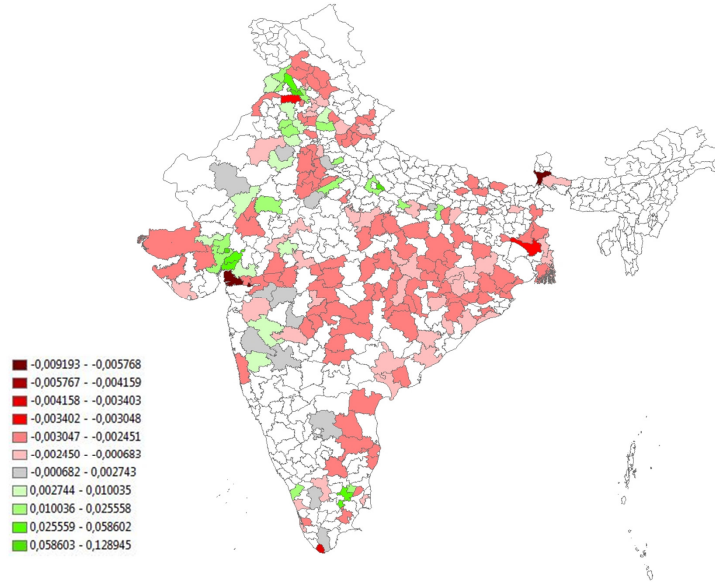 -0,009193 - -0,005768
-0,005767 - -0,004159
-0,004158 - -0,003403
-0,003402 - -0,003048
-0,003047 - -0,002451
-0,002450 - -0,000683
-0,000682 - 0,002743
0,002744 - 0,010035
0,010036 - 0,025558
0,025559 - 0,058602
0,058603 - 0,128945